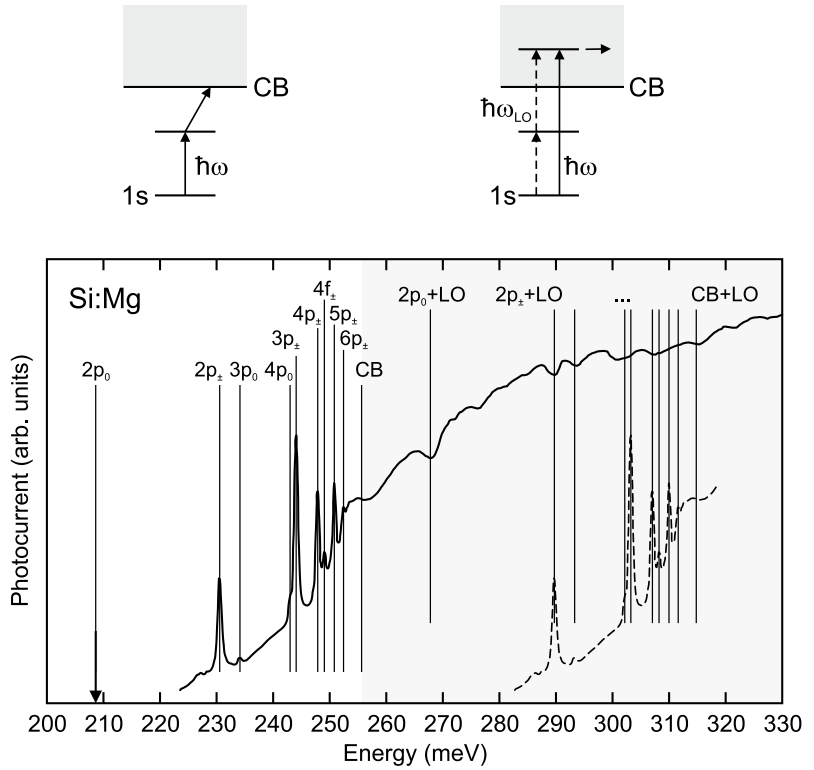 CB
ħω
1s
CB
ħω_LO
ħω
1s
Si:Mg
2p₀
2p±
3p₀
4p₀
3p±
4p±
4f±
5p±
6p±
CB
2p₀+LO
2p±+LO
...
CB+LO
Photocurrent (arb. units)
200 210 220 230 240 250 260 270 280 290 300 310 320 330
Energy (meV)